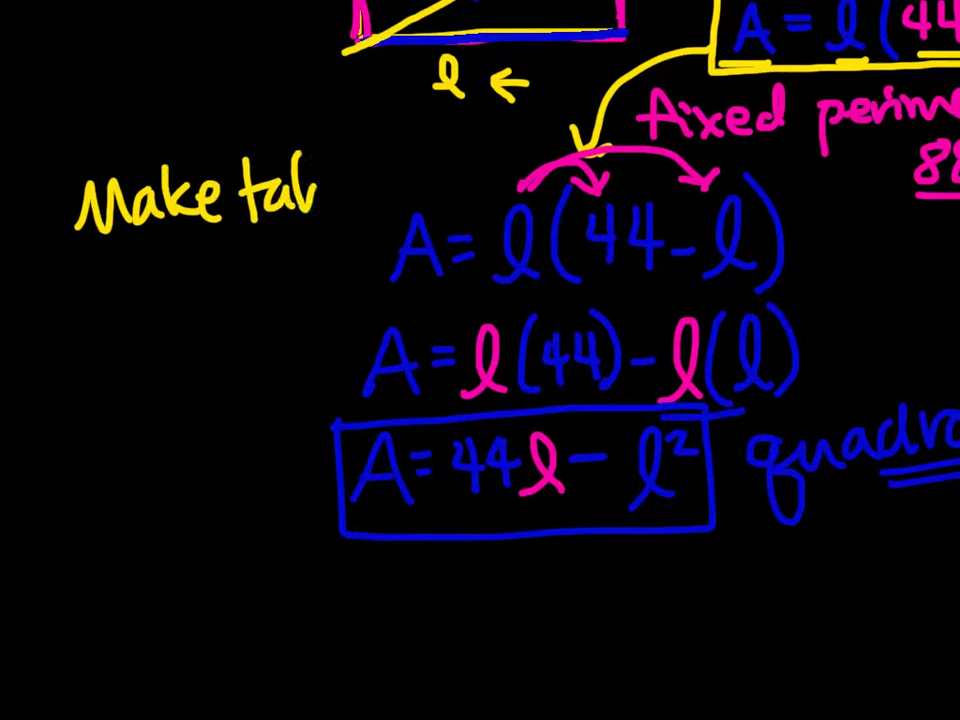 A = l(44
l ←
Fixed perime
88
Make tab
A = l(44 - l)
A = l(44) - l(l)
A = 44l - l²
quadra